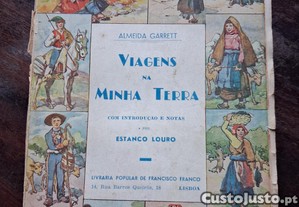 ALMEIDA GARRETT
VIAGENS
NA
MINHA TERRA
COM INTRODUÇÃO E NOTAS
POR
ESTANCO LOURO
LIVRARIA POPULAR DE FRANCISCO FRANCO
LISBOA
CustoJusto.pt